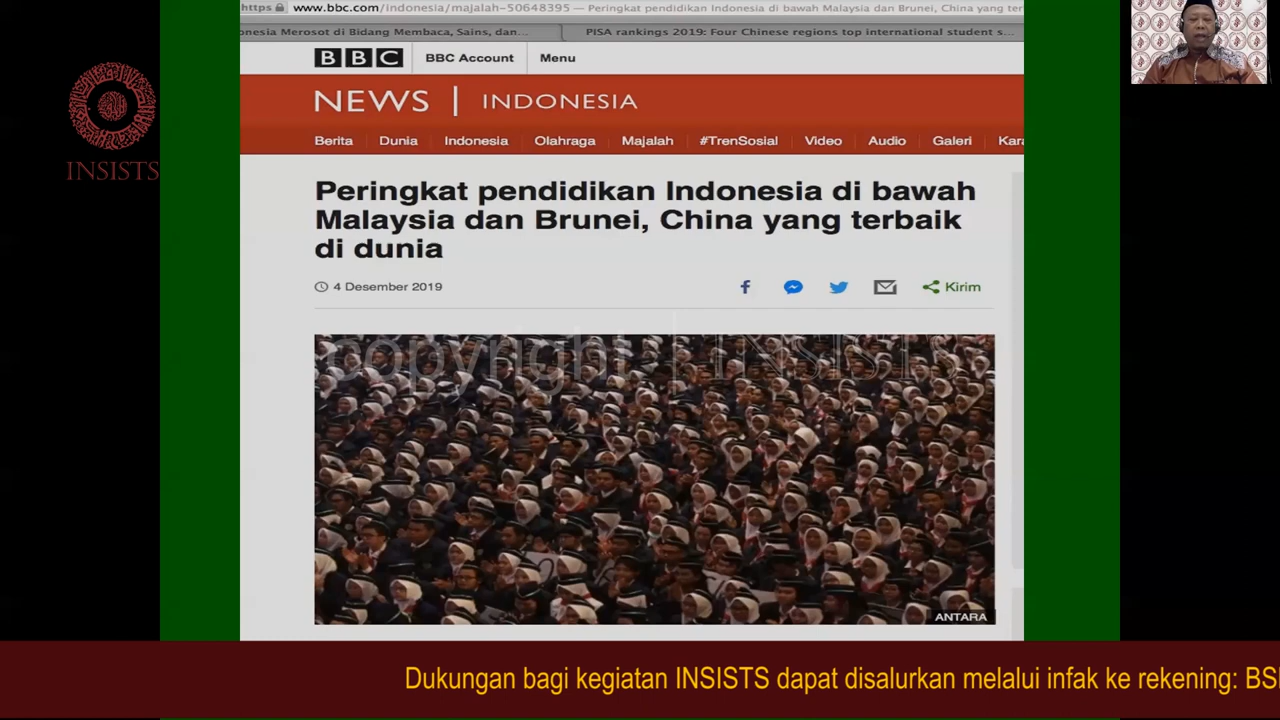 https www.bbc.com/indonesia/majalah-50648395 — Peringkat pendidikan Indonesia di bawah Malaysia dan Brunei, China yang ter
onesia Merosot di Bidang Membaca, Sains, dan...
PISA rankings 2019: Four Chinese regions top international student s...
BBC
BBC Account
Menu
NEWS | INDONESIA
Berita Dunia Indonesia Olahraga Majalah #TrenSosial Video Audio Galeri Kara
Peringkat pendidikan Indonesia di bawah
Malaysia dan Brunei, China yang terbaik
di dunia
4 Desember 2019
Kirim
copyright | INSISTS
ANTARA
INSISTS
Dukungan bagi kegiatan INSISTS dapat disalurkan melalui infak ke rekening: BS